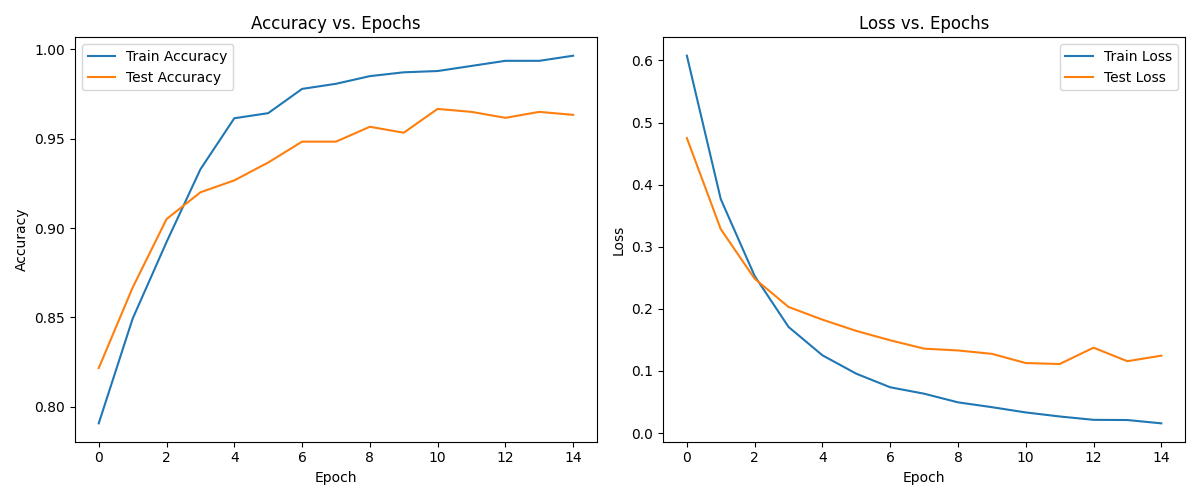 Accuracy vs. Epochs
Train Accuracy
Test Accuracy
1.00
0.95
0.90
0.85
0.80
Accuracy
0 2 4 6 8 10 12 14
Epoch
Loss vs. Epochs
Train Loss
Test Loss
0.6
0.5
0.4
0.3
0.2
0.1
0.0
Loss
0 2 4 6 8 10 12 14
Epoch